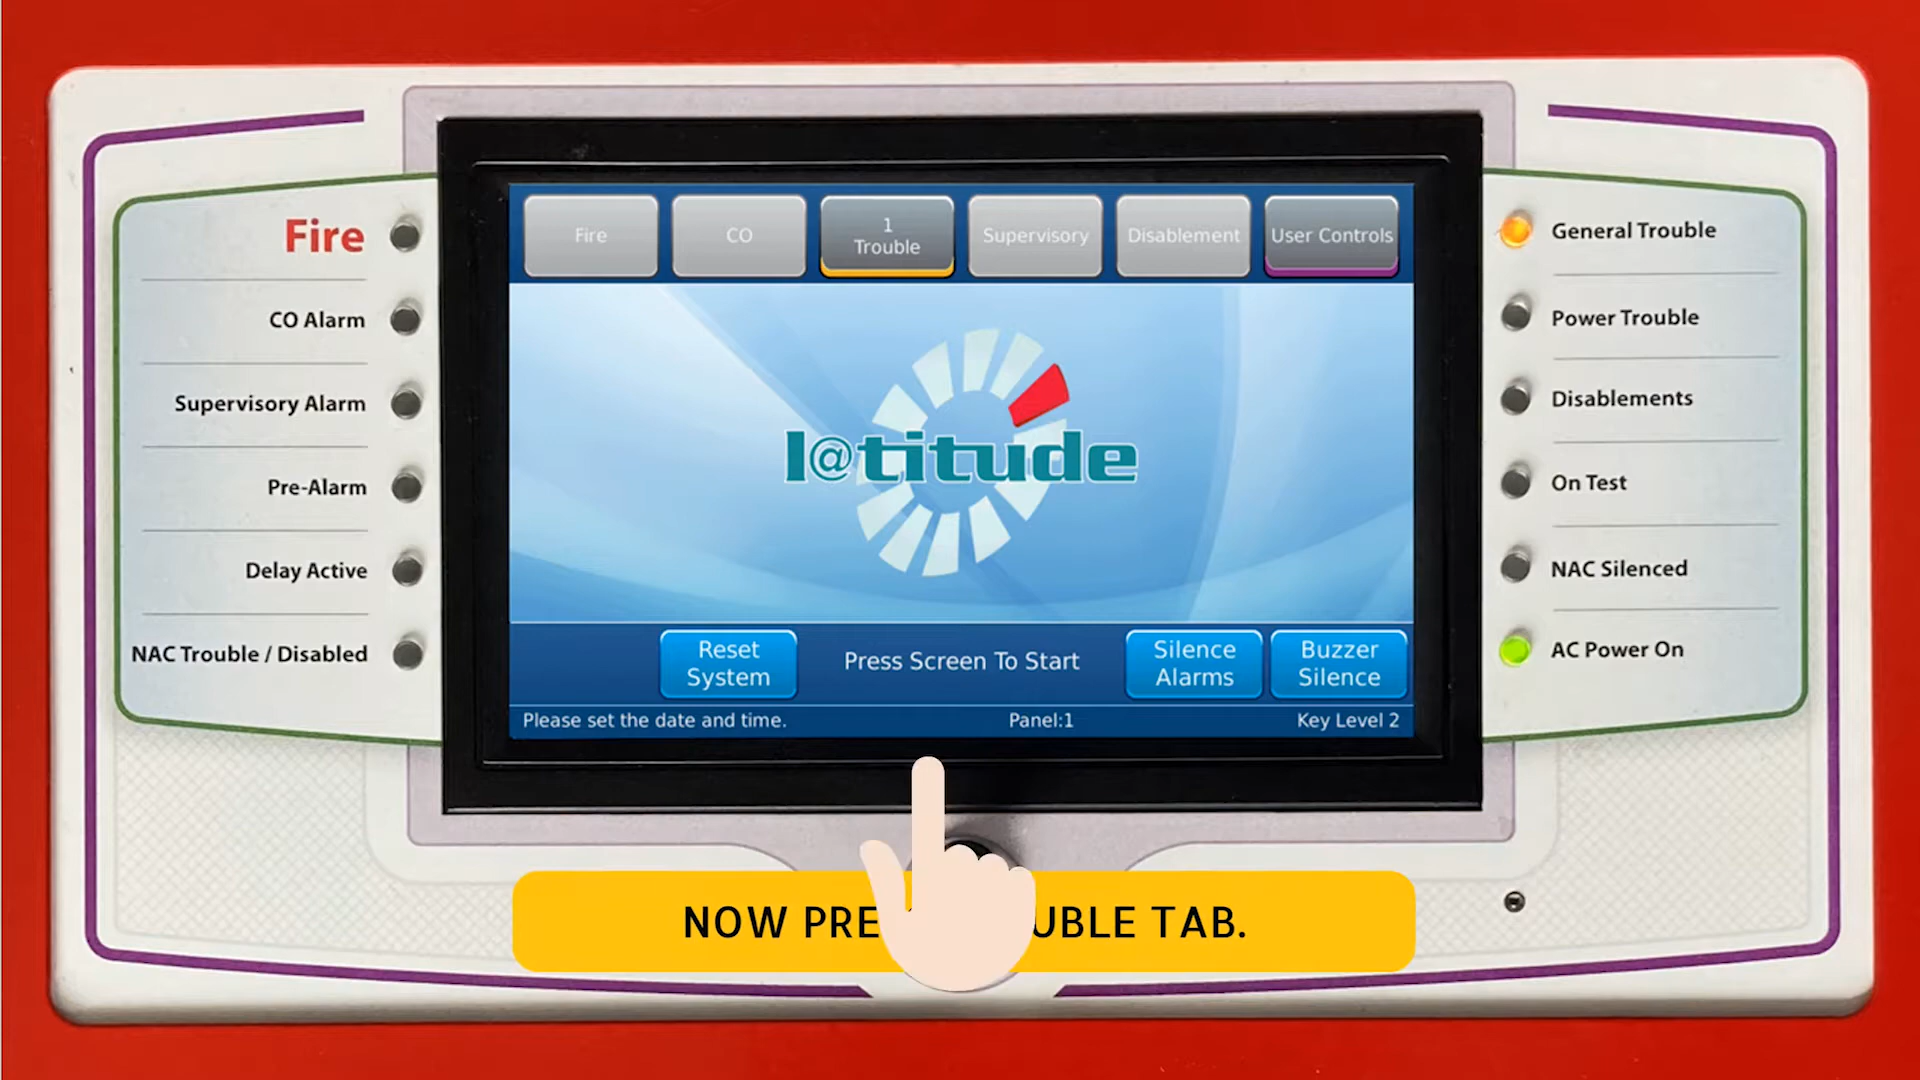 Fire
CO Alarm
Supervisory Alarm
Pre-Alarm
Delay Active
NAC Trouble / Disabled
Fire
CO
1
Trouble
Supervisory
Disablement
User Controls
l@titude
Reset
System
Press Screen To Start
Silence
Alarms
Buzzer
Silence
Please set the date and time.
Panel:1
Key Level 2
General Trouble
Power Trouble
Disablements
On Test
NAC Silenced
AC Power On
NOW TAB.